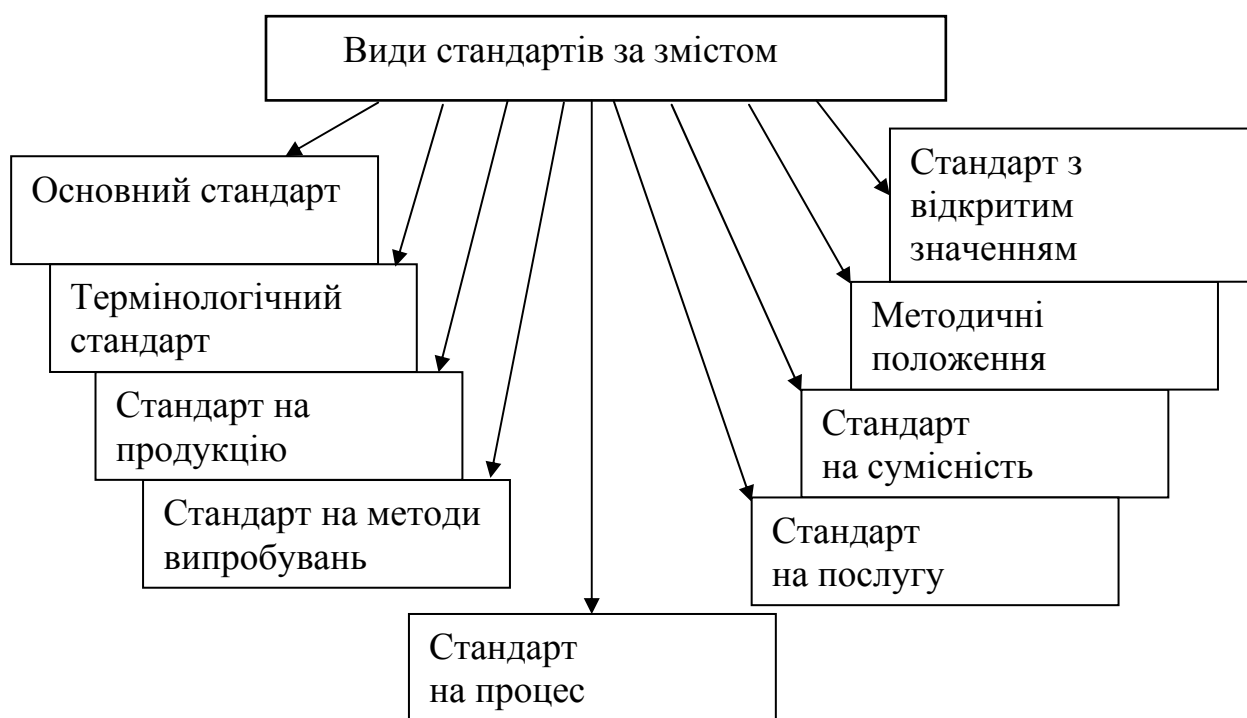 Види стандартів за змістом
Основний стандарт
Термінологічний
стандарт
Стандарт на
продукцію
Стандарт на методи
випробувань
Стандарт
на процес
Стандарт
на послугу
Стандарт
на сумісність
Методичні
положення
Стандарт з
відкритим
значенням